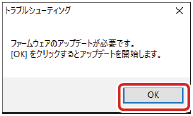 トラブルシューティング
ファームウェアのアップデートが必要です。
[OK] をクリックするとアップデートを開始します。
OK